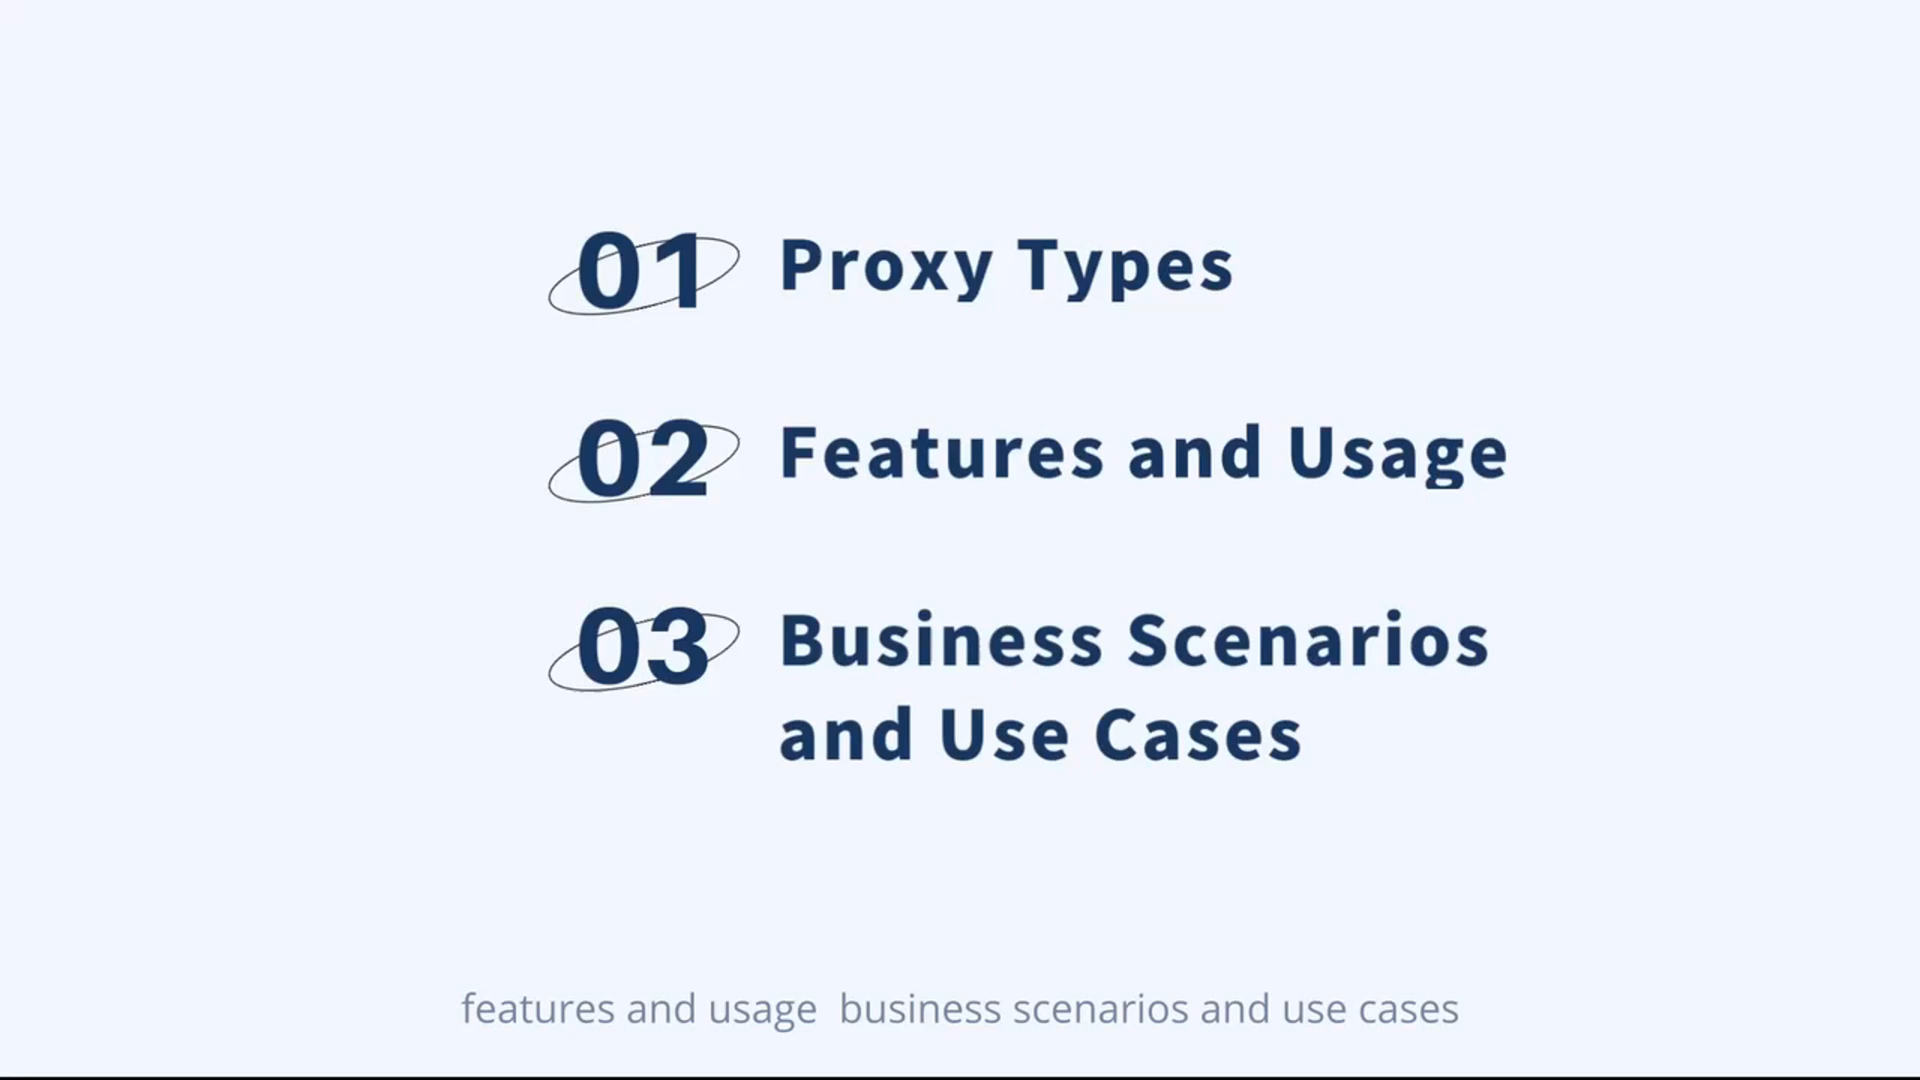 01 Proxy Types
02 Features and Usage
03 Business Scenarios
and Use Cases
features and usage  business scenarios and use cases